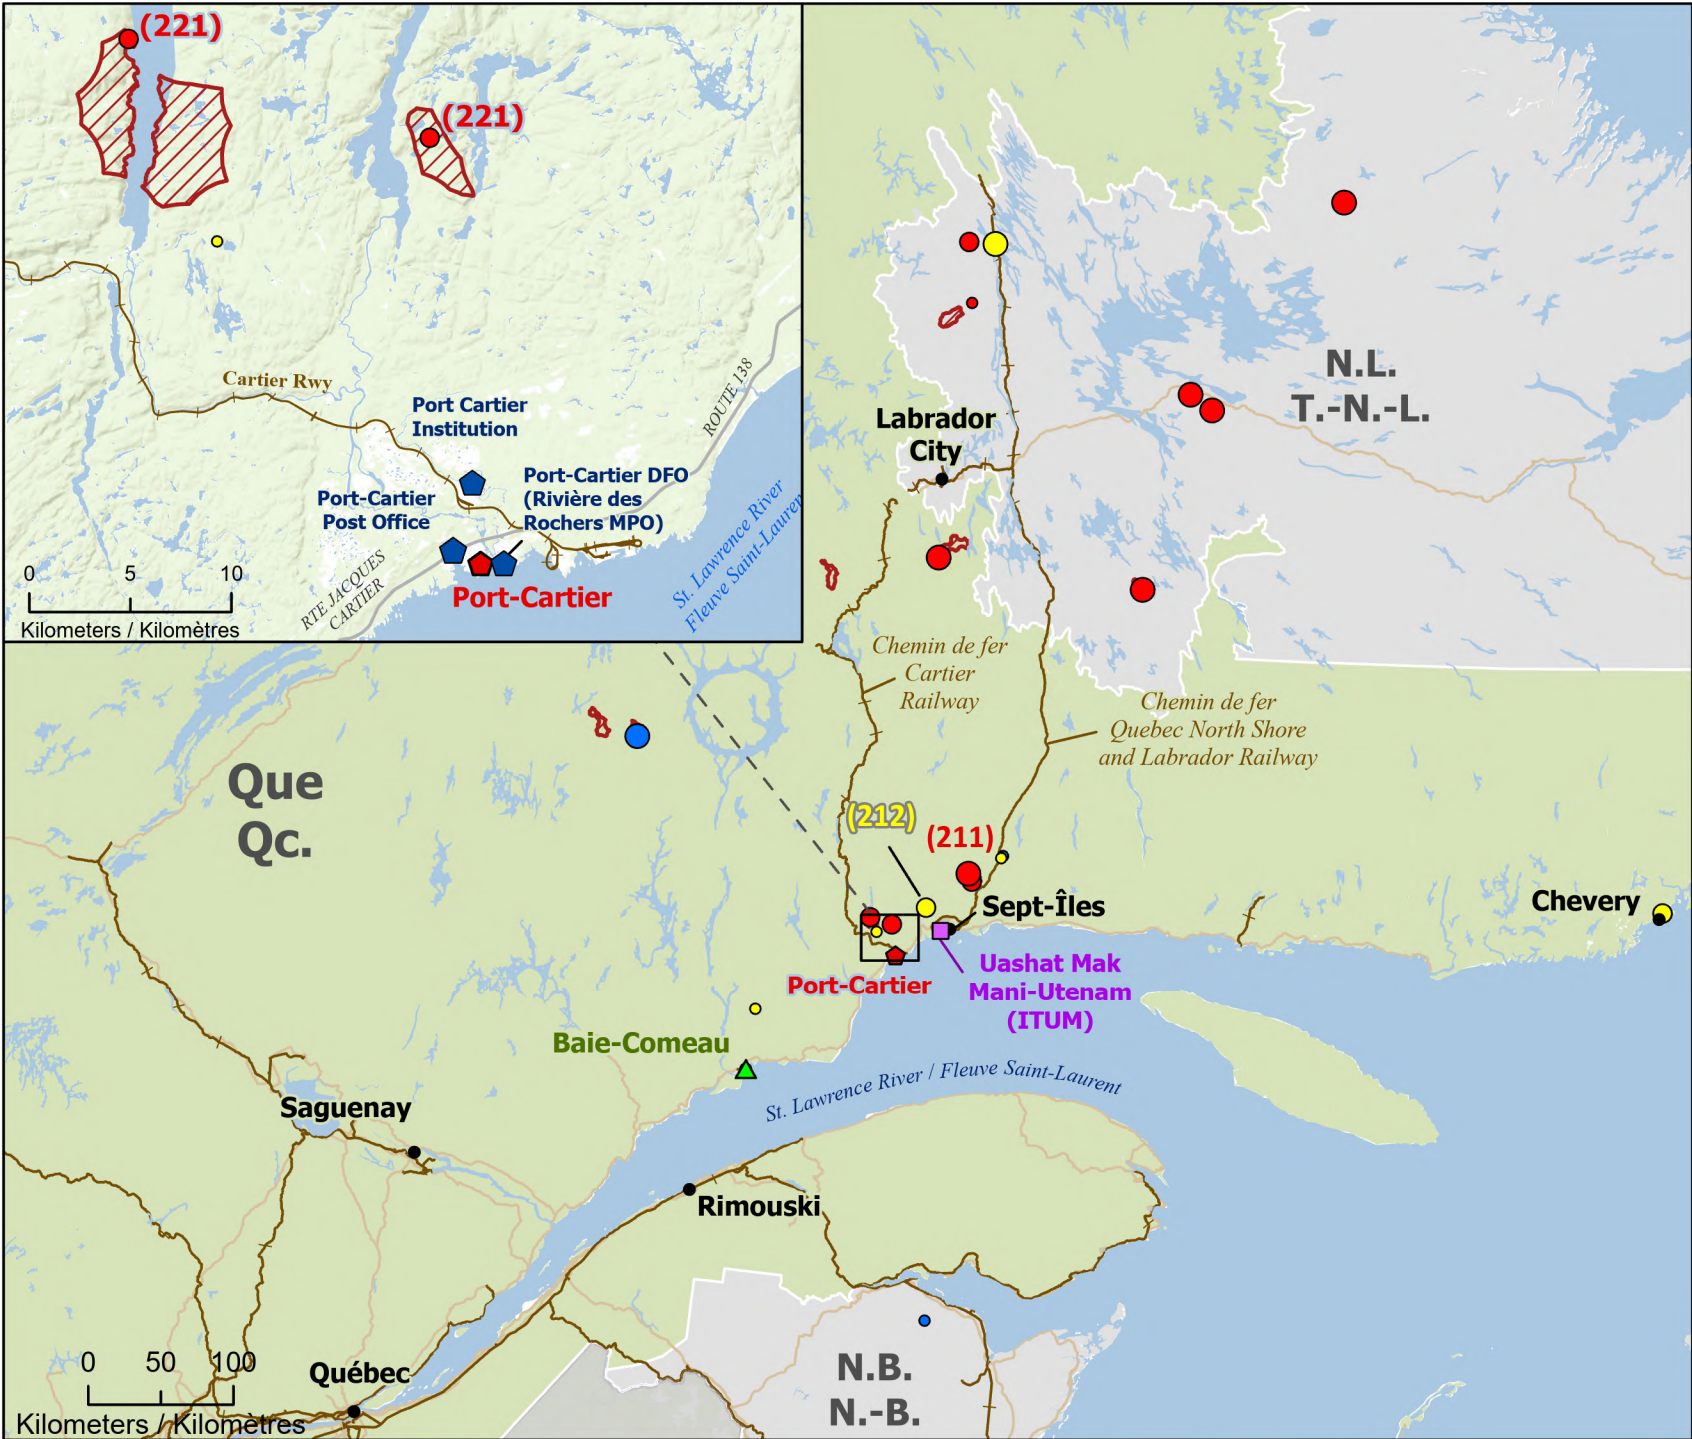 (221)
(221)
Cartier Rwy
Port Cartier
Institution
Port-Cartier
Post Office
Port-Cartier DFO
(Rivière des
Rochers MPO)
ROUTE 138
RTE JACQUES
CARTIER
Port-Cartier
St. Lawrence River
Fleuve Saint-Lauren
0 5 10
Kilometers / Kilomètres
N.L.
T.-N.-L.
Labrador
City
Chemin de fer
Cartier
Railway
Chemin de fer
Quebec North Shore
and Labrador Railway
Que
Qc.
(212)
(211)
Sept-Îles
Chevery
Port-Cartier
Uashat Mak
Mani-Utenam
(ITUM)
Baie-Comeau
St. Lawrence River / Fleuve Saint-Laurent
Saguenay
Rimouski
Québec
N.B.
N.-B.
0 50 100
Kilometers / Kilomètres